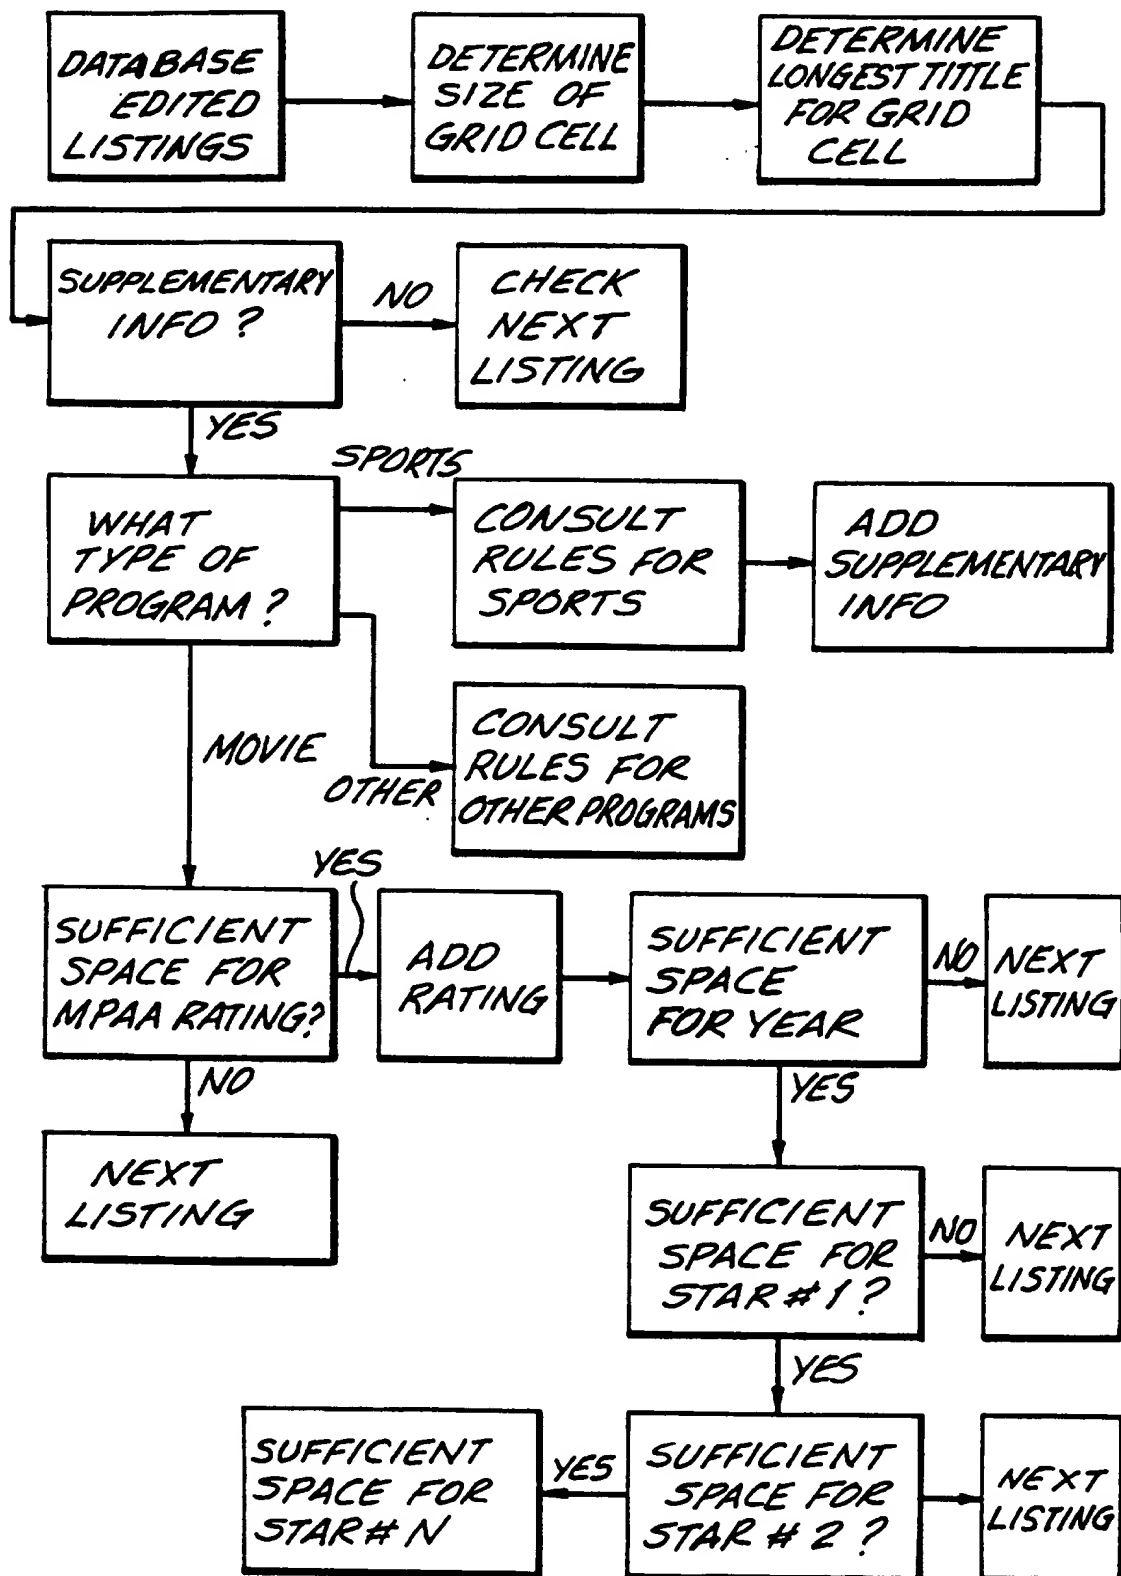 DATABASE
EDITED
LISTINGS
DETERMINE
SIZE OF
GRID CELL
DETERMINE
LONGEST TITTLE
FOR GRID
CELL
SUPPLEMENTARY
INFO?
NO
CHECK
NEXT
LISTING
YES
WHAT
TYPE OF
PROGRAM?
SPORTS
CONSULT
RULES FOR
SPORTS
ADD
SUPPLEMENTARY
INFO
OTHER
CONSULT
RULES FOR
OTHER PROGRAMS
MOVIE
SUFFICIENT
SPACE FOR
MPAA RATING?
YES
ADD
RATING
SUFFICIENT
SPACE
FOR YEAR
NO
NEXT
LISTING
NO
NEXT
LISTING
YES
SUFFICIENT
SPACE FOR
STAR #1?
NO
NEXT
LISTING
YES
SUFFICIENT
SPACE FOR
STAR #2?
NEXT
LISTING
YES
SUFFICIENT
SPACE FOR
STAR # N